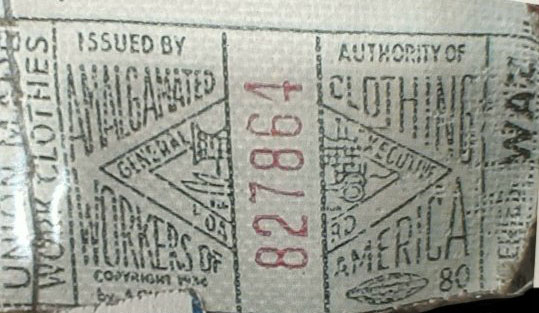 UNION MADE
WORK CLOTHES
ISSUED BY
AMALGAMATED
GENERAL
WORKERS OF
COPYRIGHT 1936
827864
AUTHORITY OF
CLOTHING
EXECUTIVE
AMERICA
80